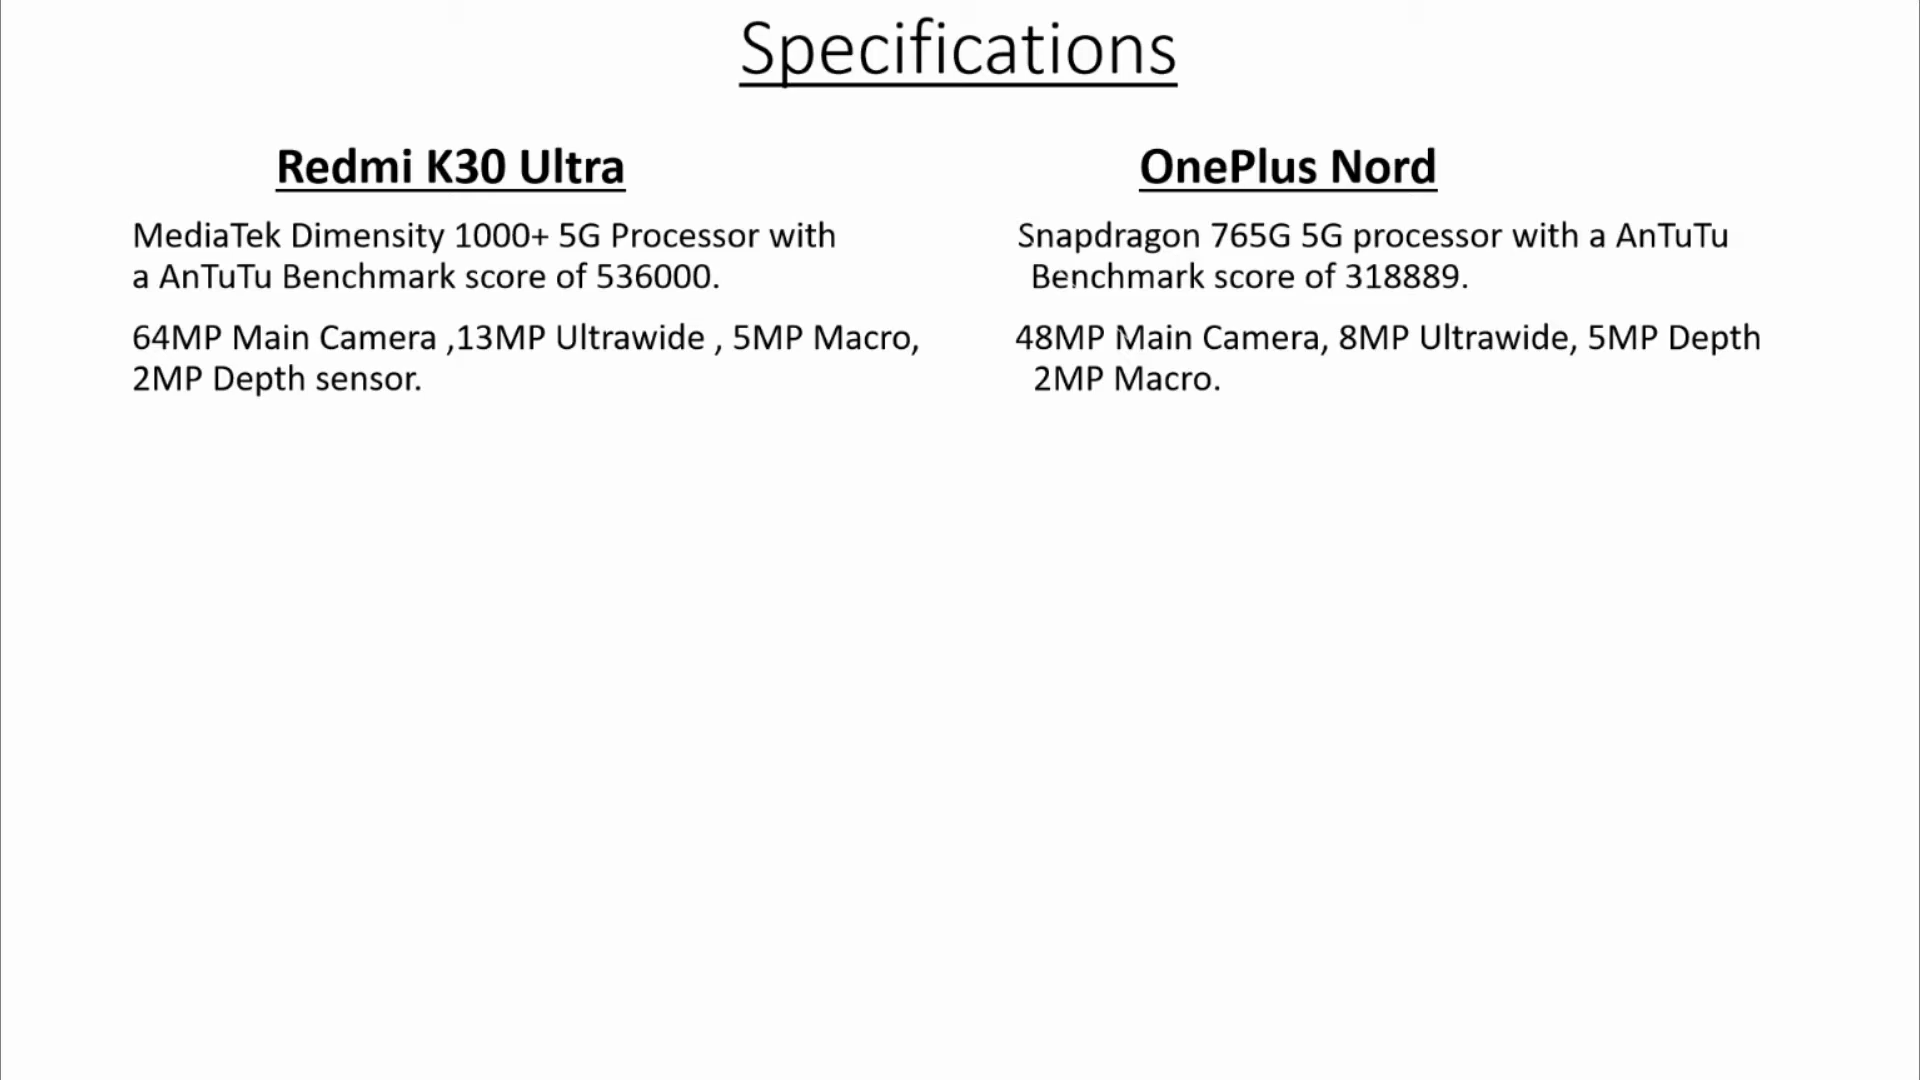 Specifications
Redmi K30 Ultra
MediaTek Dimensity 1000+ 5G Processor with
a AnTuTu Benchmark score of 536000.
64MP Main Camera ,13MP Ultrawide , 5MP Macro,
2MP Depth sensor.
OnePlus Nord
Snapdragon 765G 5G processor with a AnTuTu
Benchmark score of 318889.
48MP Main Camera, 8MP Ultrawide, 5MP Depth
2MP Macro.